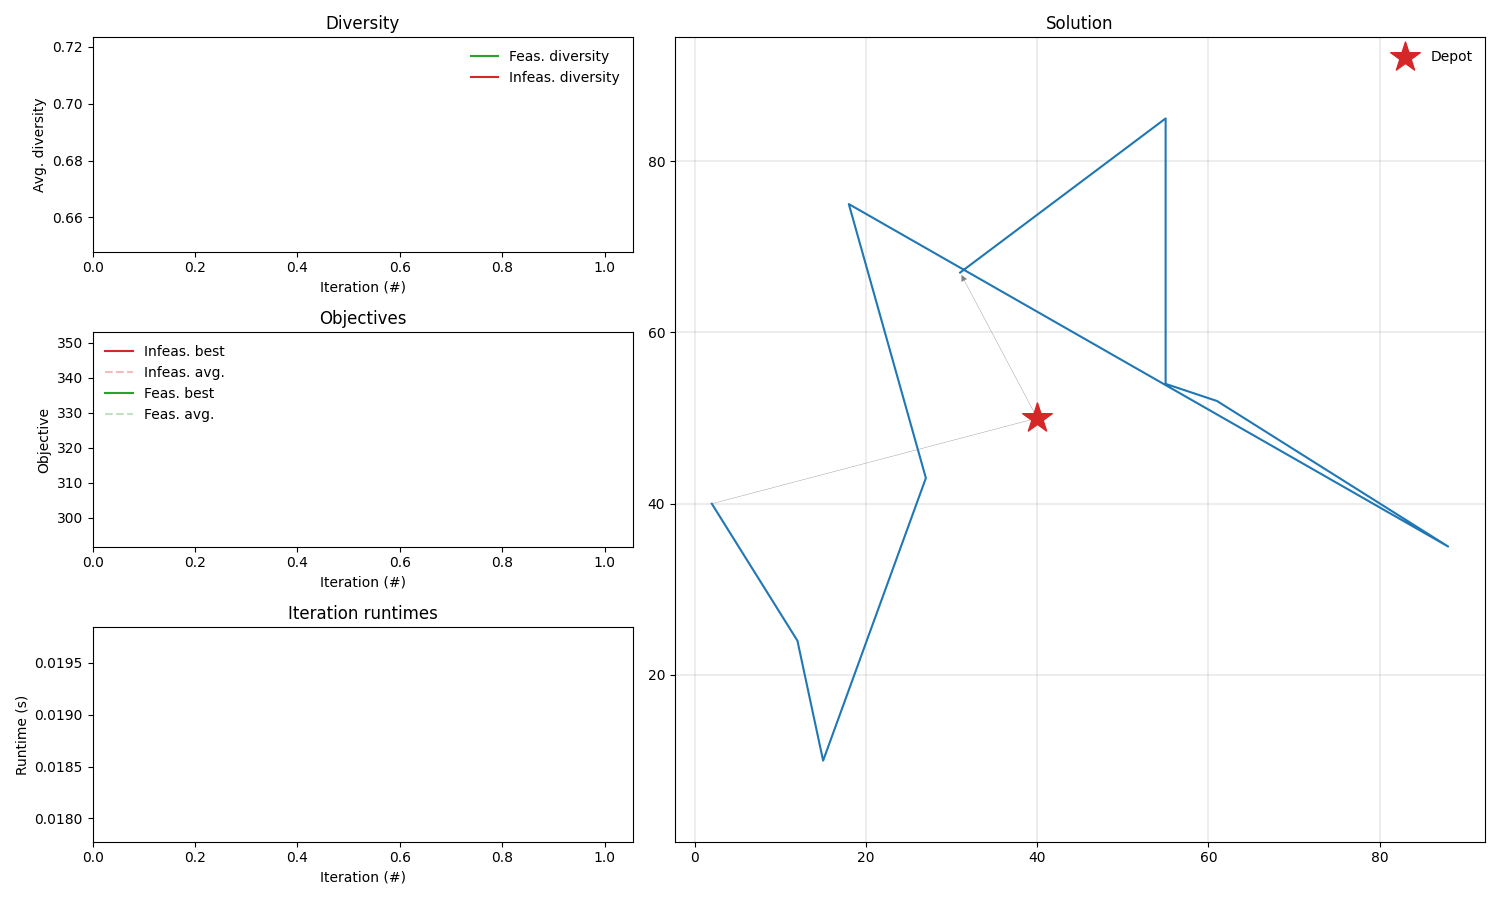 Diversity
0.72
0.70
0.68
0.66
Avg. diversity
Feas. diversity
Infeas. diversity
0.0 0.2 0.4 0.6 0.8 1.0
Iteration (#)
Objectives
350
340
330
320
310
300
Objective
Infeas. best
Infeas. avg.
Feas. best
Feas. avg.
0.0 0.2 0.4 0.6 0.8 1.0
Iteration (#)
Iteration runtimes
0.0195
0.0190
0.0185
0.0180
Runtime (s)
0.0 0.2 0.4 0.6 0.8 1.0
Iteration (#)
Solution
Depot
80
60
40
20
0 20 40 60 80